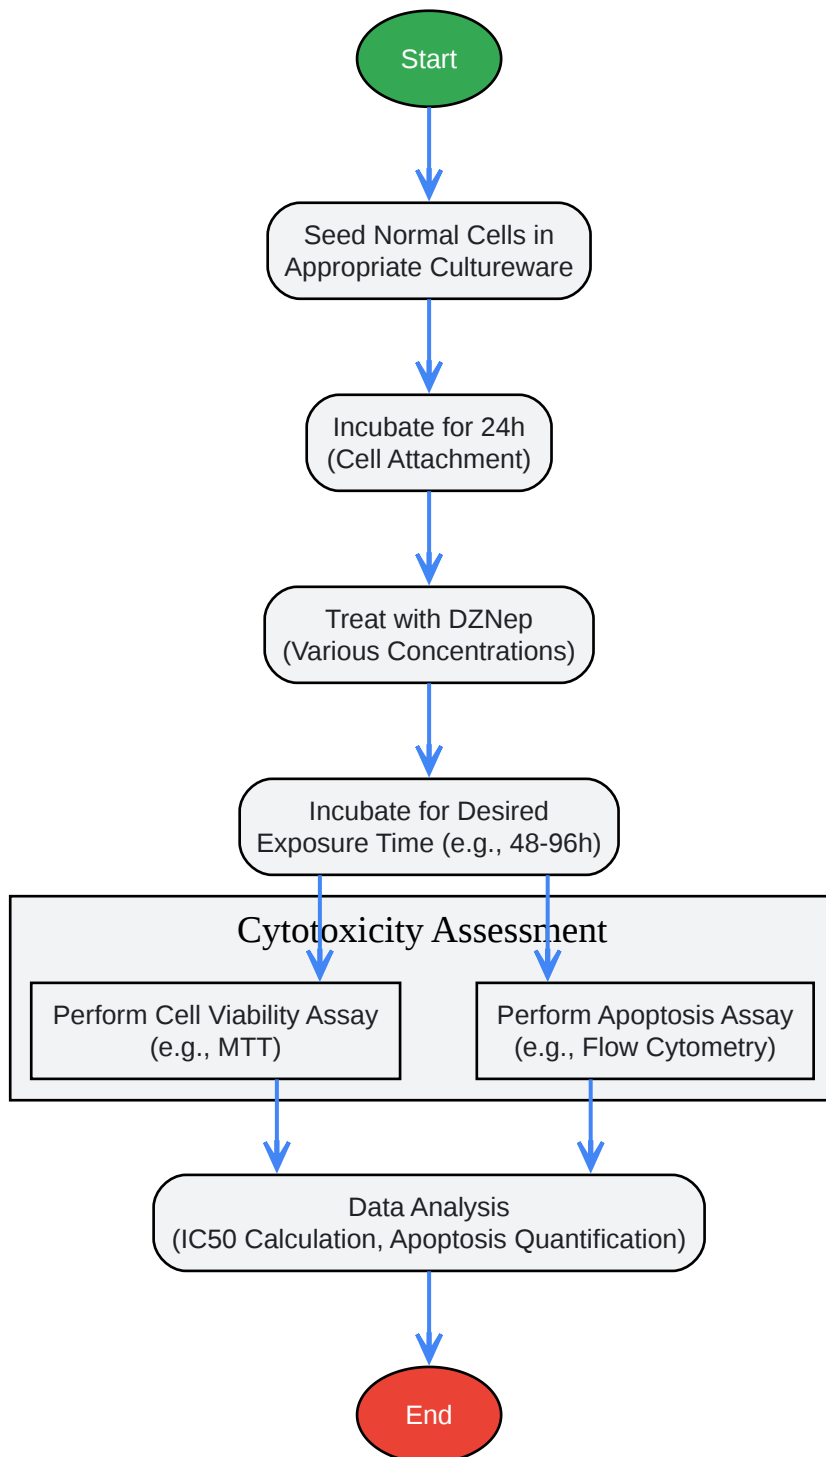 Start
Seed Normal Cells in
Appropriate Cultureware
Incubate for 24h
(Cell Attachment)
Treat with DZNep
(Various Concentrations)
Incubate for Desired
Exposure Time (e.g., 48-96h)
Cytotoxicity Assessment
Perform Cell Viability Assay
(e.g., MTT)
Perform Apoptosis Assay
(e.g., Flow Cytometry)
Data Analysis
(IC50 Calculation, Apoptosis Quantification)
End